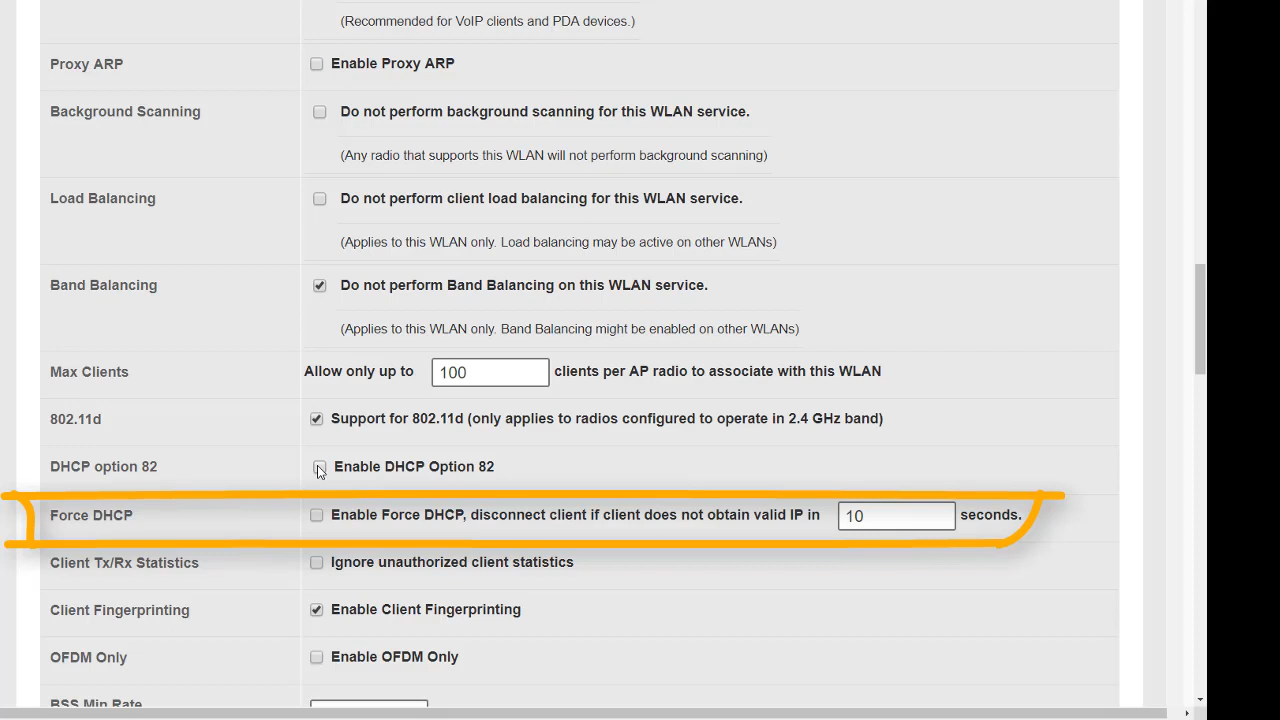 (Recommended for VoIP clients and PDA devices.)
Proxy ARP Enable Proxy ARP
Background Scanning Do not perform background scanning for this WLAN service.
(Any radio that supports this WLAN will not perform background scanning)
Load Balancing Do not perform client load balancing for this WLAN service.
(Applies to this WLAN only. Load balancing may be active on other WLANs)
Band Balancing Do not perform Band Balancing on this WLAN service.
(Applies to this WLAN only. Band Balancing might be enabled on other WLANs)
Max Clients Allow only up to 100 clients per AP radio to associate with this WLAN
802.11d Support for 802.11d (only applies to radios configured to operate in 2.4 GHz band)
DHCP option 82 Enable DHCP Option 82
Force DHCP Enable Force DHCP, disconnect client if client does not obtain valid IP in 10 seconds.
Client Tx/Rx Statistics Ignore unauthorized client statistics
Client Fingerprinting Enable Client Fingerprinting
OFDM Only Enable OFDM Only
BSS Min Rate